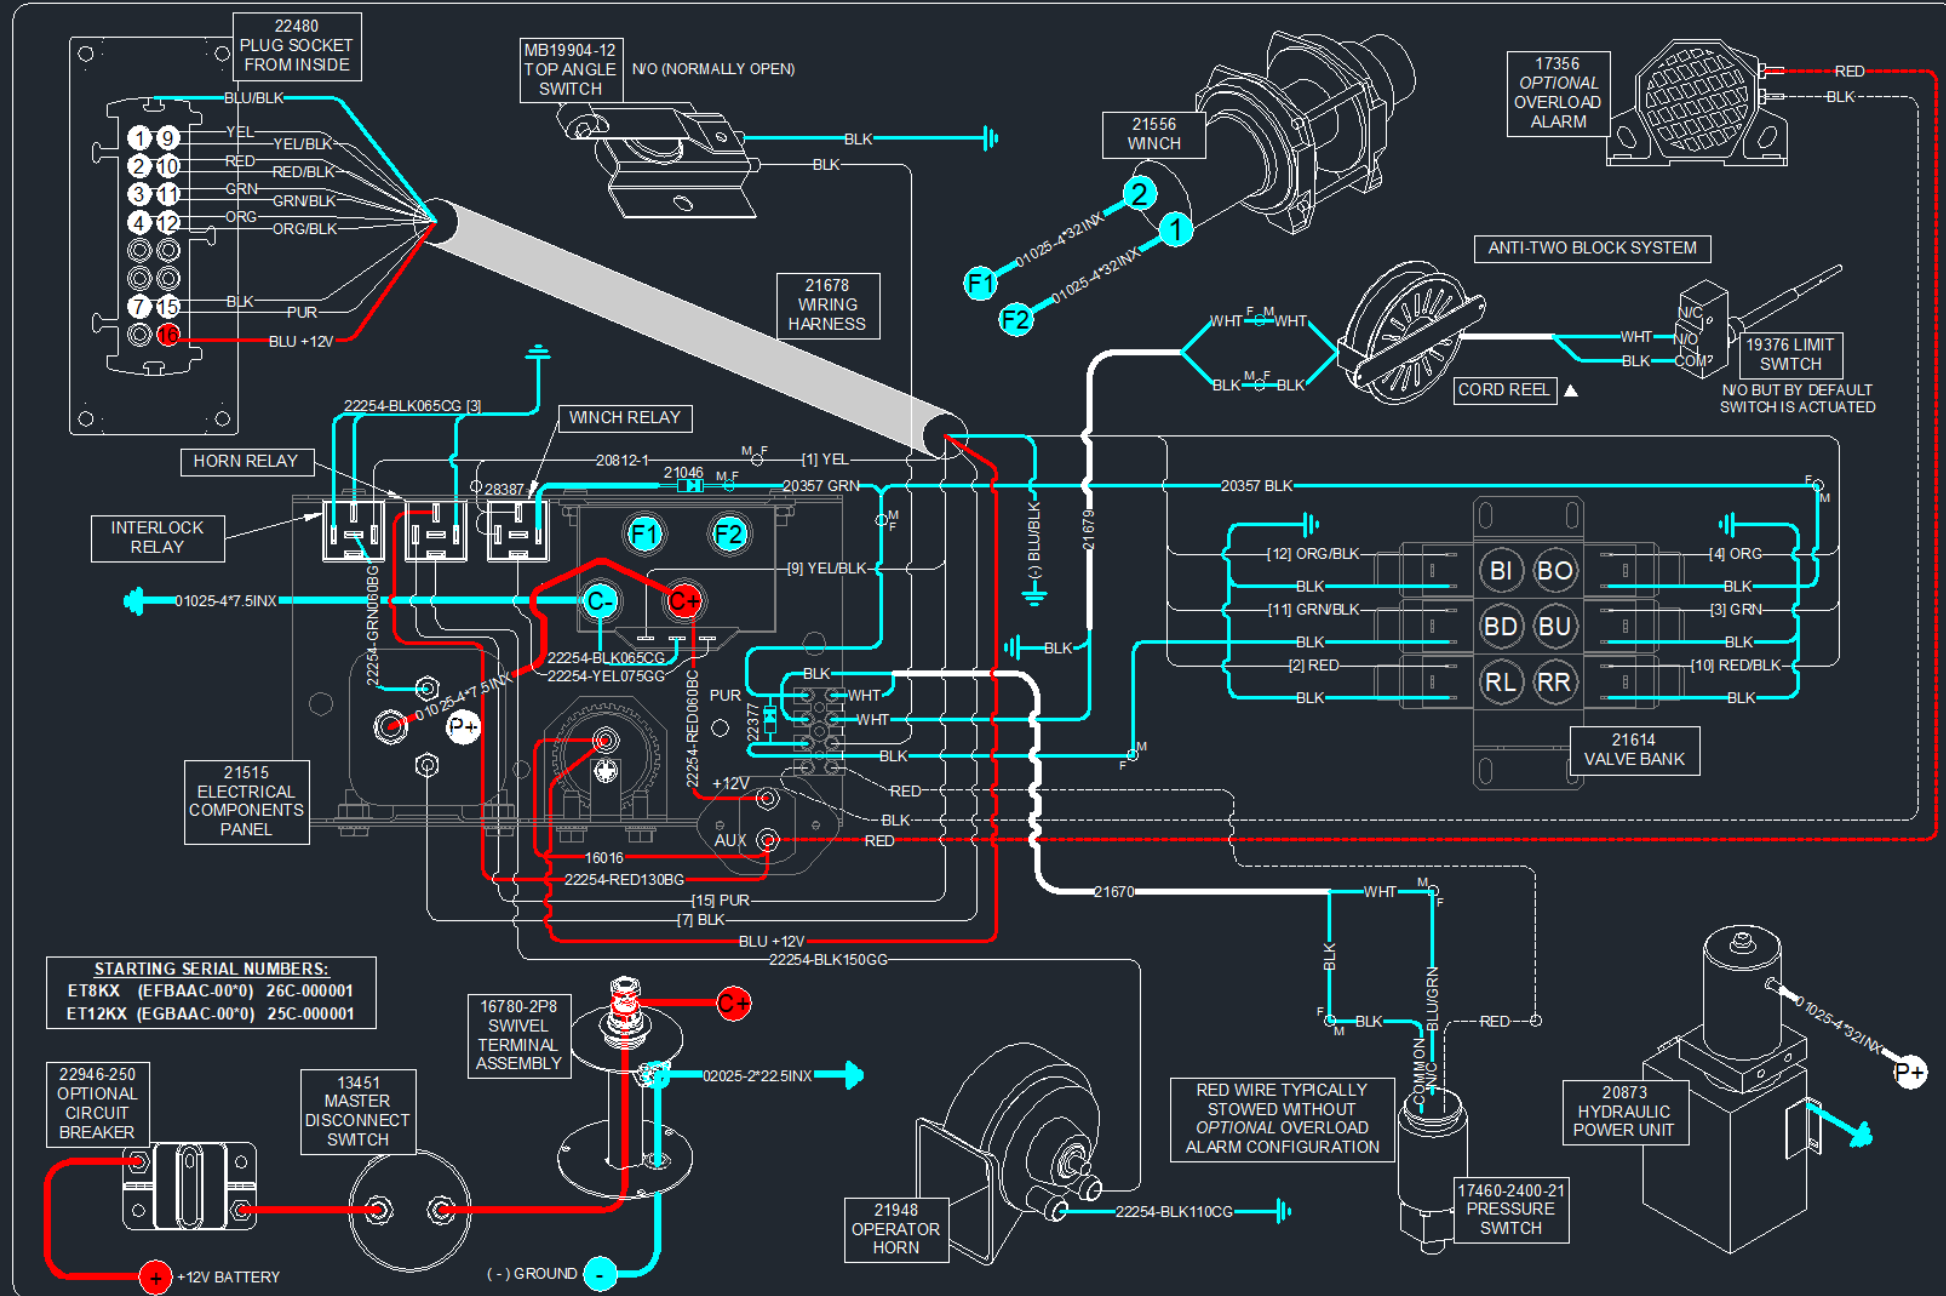 22480
PLUG SOCKET
FROM INSIDE
BLU/BLK
1 9
YEL
YEL/BLK
2 10
RED
RED/BLK
3 11
GRN
GRN/BLK
4 12
ORG
ORG/BLK
7 15
BLK
PUR
16
BLU +12V
MB19904-12
TOP ANGLE
SWITCH
N/O (NORMALLY OPEN)
BLK
BLK
21556
WINCH
2
1
01025-4*32INX
01025-4*32INX
F1
F2
17356
OPTIONAL
OVERLOAD
ALARM
RED
BLK
21678
WIRING
HARNESS
ANTI-TWO BLOCK SYSTEM
WHT F M WHT
BLK M F BLK
CORD REEL ▲
WHT
BLK
N/C
N/O
COM
19376 LIMIT
SWITCH
N/O BUT BY DEFAULT
SWITCH IS ACTUATED
22254-BLK065CG [3]
WINCH RELAY
HORN RELAY
INTERLOCK
RELAY
20812-1
M F
[1] YEL
21046
M F
20357 GRN
28387
M
F
20357 BLK
F
M
F1
F2
[9] YEL/BLK
(-) BLU/BLK
21679
01025-4*7.5INX
C-
C+
22254-GRN060BG
22254-BLK065CG
22254-YEL075GG
22254-RED060BC
01025-4*7.5INX
P+
BLK
PUR
BLK
WHT
WHT
22377
BLK
M
F
[12] ORG/BLK
BLK
[11] GRN/BLK
BLK
[2] RED
BLK
BI BO
BD BU
RL RR
[4] ORG
BLK
[3] GRN
BLK
[10] RED/BLK
BLK
21614
VALVE BANK
21515
ELECTRICAL
COMPONENTS
PANEL
+12V
AUX
RED
BLK
RED
16016
22254-RED130BG
[15] PUR
[7] BLK
BLU +12V
22254-BLK150GG
21670
WHT
M
F
BLK
BLU/GRN
F
M
BLK
RED
COMMON
N/C
STARTING SERIAL NUMBERS:
ET8KX (EFBAAC-00*0) 26C-000001
ET12KX (EGBAAC-00*0) 25C-000001
16780-2P8
SWIVEL
TERMINAL
ASSEMBLY
C+
02025-2*22.5INX
22946-250
OPTIONAL
CIRCUIT
BREAKER
13451
MASTER
DISCONNECT
SWITCH
+
+12V BATTERY
( - ) GROUND
-
21948
OPERATOR
HORN
22254-BLK110CG
RED WIRE TYPICALLY
STOWED WITHOUT
OPTIONAL OVERLOAD
ALARM CONFIGURATION
17460-2400-21
PRESSURE
SWITCH
20873
HYDRAULIC
POWER UNIT
01025-4*32INX
P+